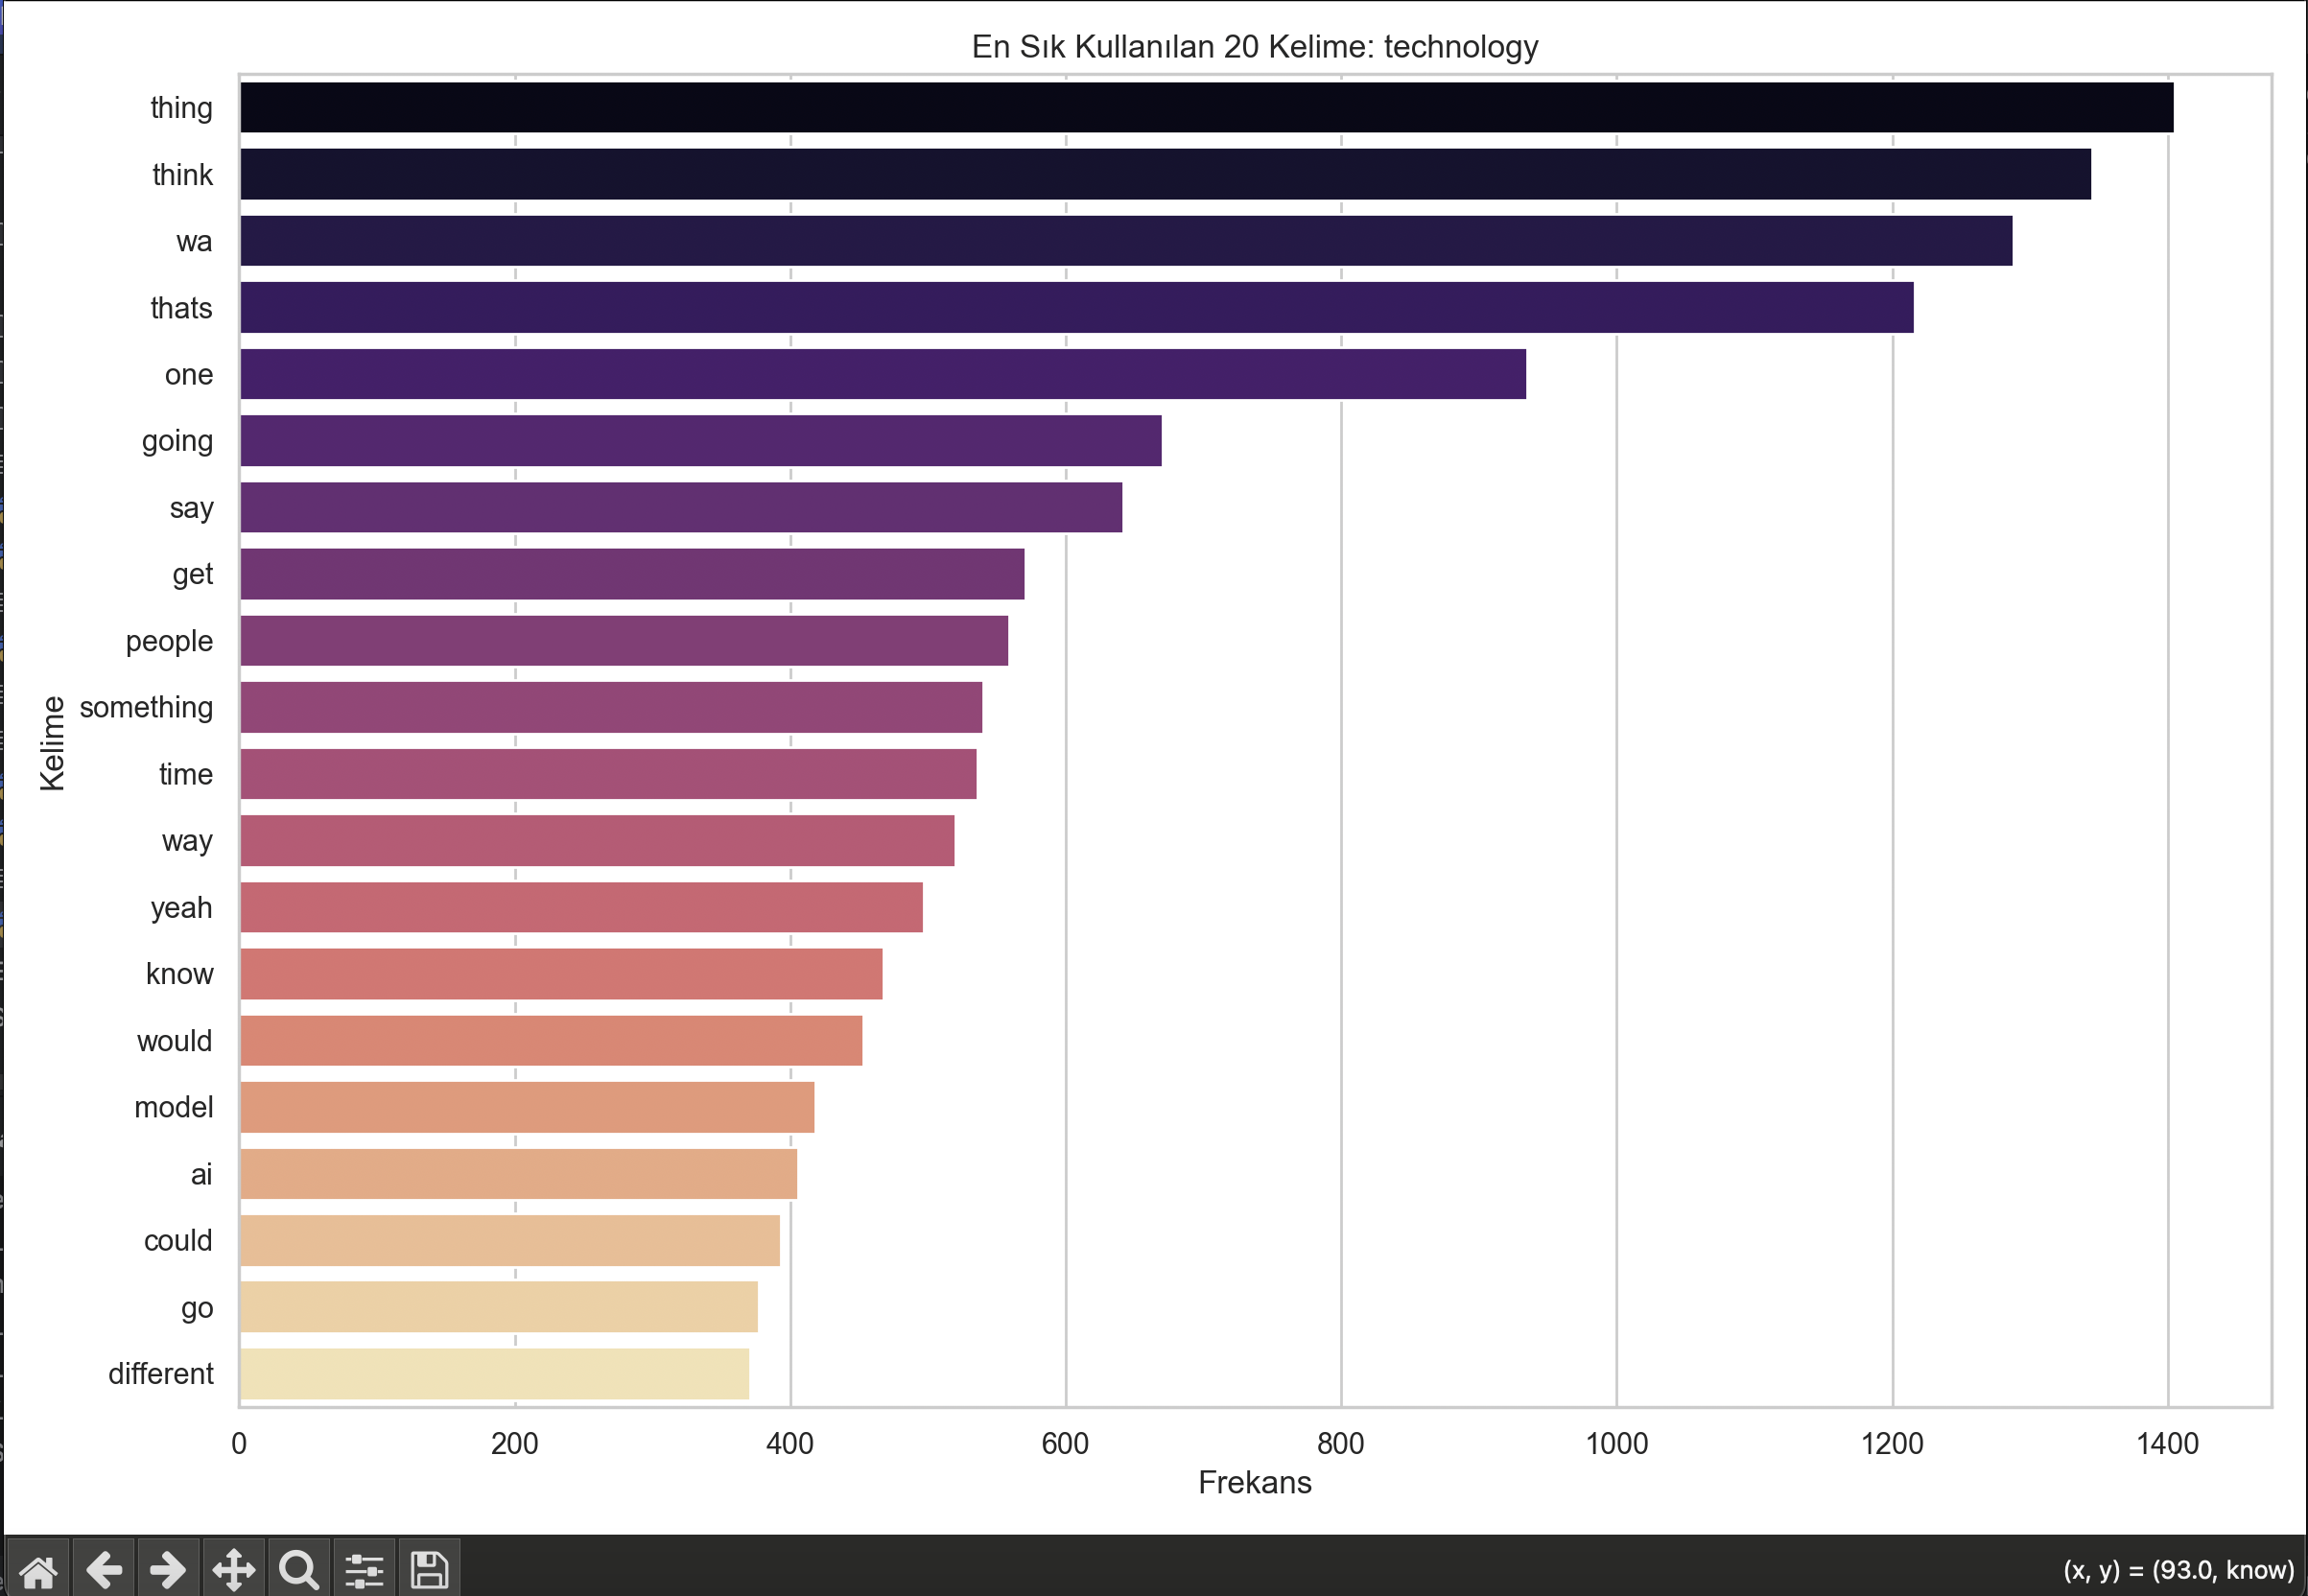 En Sık Kullanılan 20 Kelime: technology
thing
think
wa
thats
one
going
say
get
people
something
time
way
yeah
know
would
model
ai
could
go
different
Kelime
0 200 400 600 800 1000 1200 1400
Frekans
(x, y) = (93.0, know)